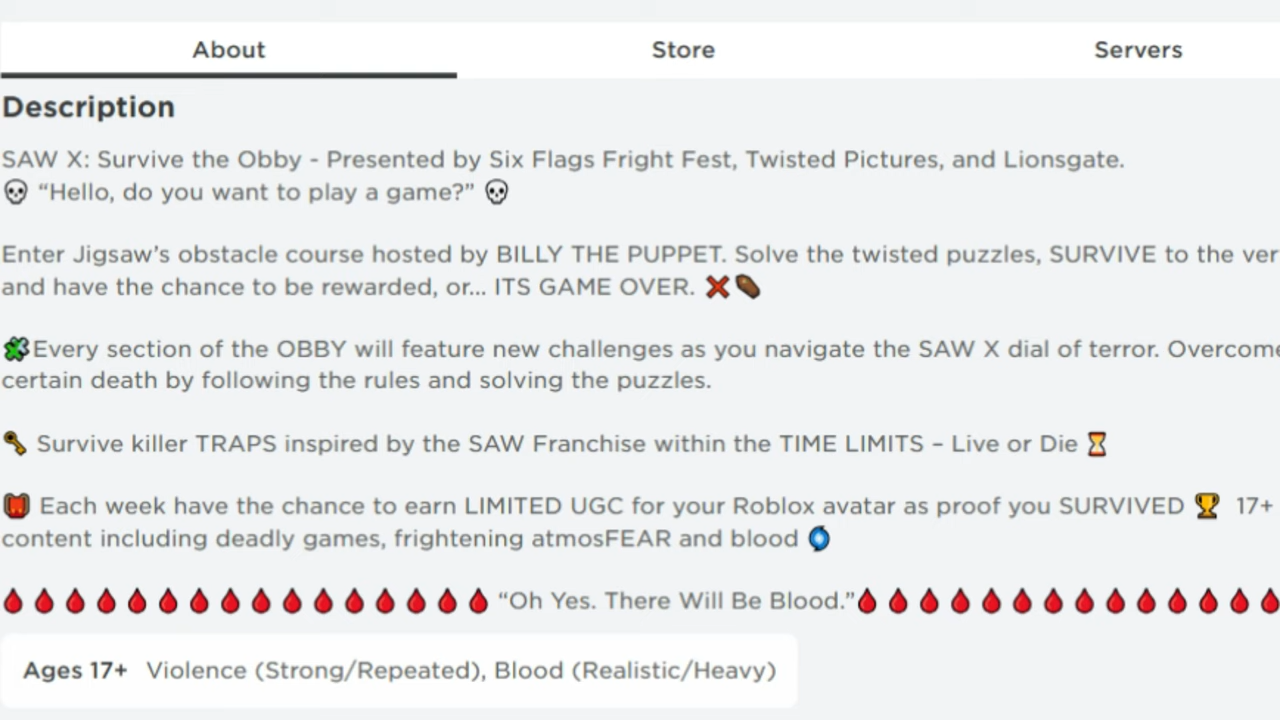 About
Store
Servers
Description
SAW X: Survive the Obby - Presented by Six Flags Fright Fest, Twisted Pictures, and Lionsgate.
💀 “Hello, do you want to play a game?” 💀
Enter Jigsaw’s obstacle course hosted by BILLY THE PUPPET. Solve the twisted puzzles, SURVIVE to the
and have the chance to be rewarded, or... ITS GAME OVER. ❌⚰️
🧩Every section of the OBBY will feature new challenges as you navigate the SAW X dial of terror. Overcome
certain death by following the rules and solving the puzzles.
🗝️ Survive killer TRAPS inspired by the SAW Franchise within the TIME LIMITS – Live or Die ⌛
🎒 Each week have the chance to earn LIMITED UGC for your Roblox avatar as proof you SURVIVED 🏆 17+
content including deadly games, frightening atmosFEAR and blood 🌀
🩸🩸🩸🩸🩸🩸🩸🩸🩸🩸🩸🩸🩸🩸🩸🩸 “Oh Yes. There Will Be Blood.”🩸🩸🩸🩸🩸🩸🩸🩸🩸🩸🩸🩸🩸🩸
Ages 17+ Violence (Strong/Repeated), Blood (Realistic/Heavy)